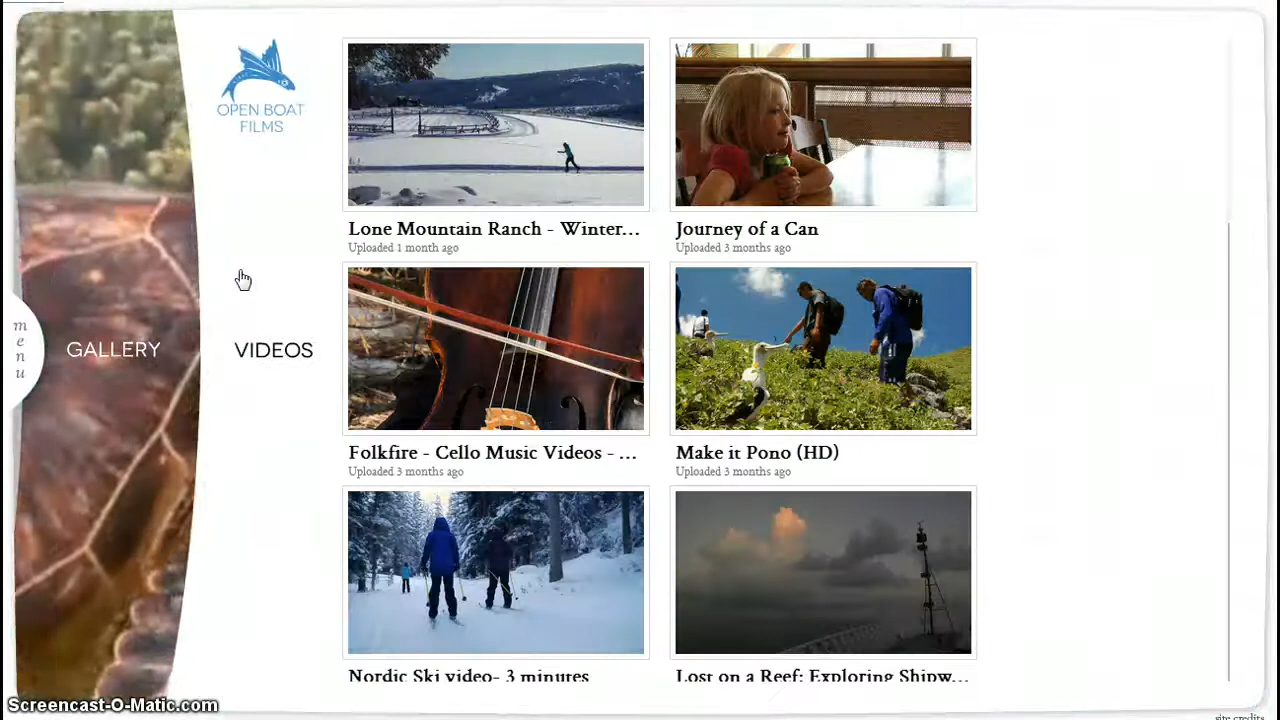 OPEN BOAT
FILMS
menu
GALLERY
VIDEOS
Lone Mountain Ranch - Winter...
Uploaded 1 month ago
Journey of a Can
Uploaded 3 months ago
Folkfire - Cello Music Videos - ...
Uploaded 3 months ago
Make it Pono (HD)
Uploaded 3 months ago
Nordic Ski video- 3 minutes
Lost on a Reef: Exploring Shipw...
Screencast-O-Matic.com
site credits